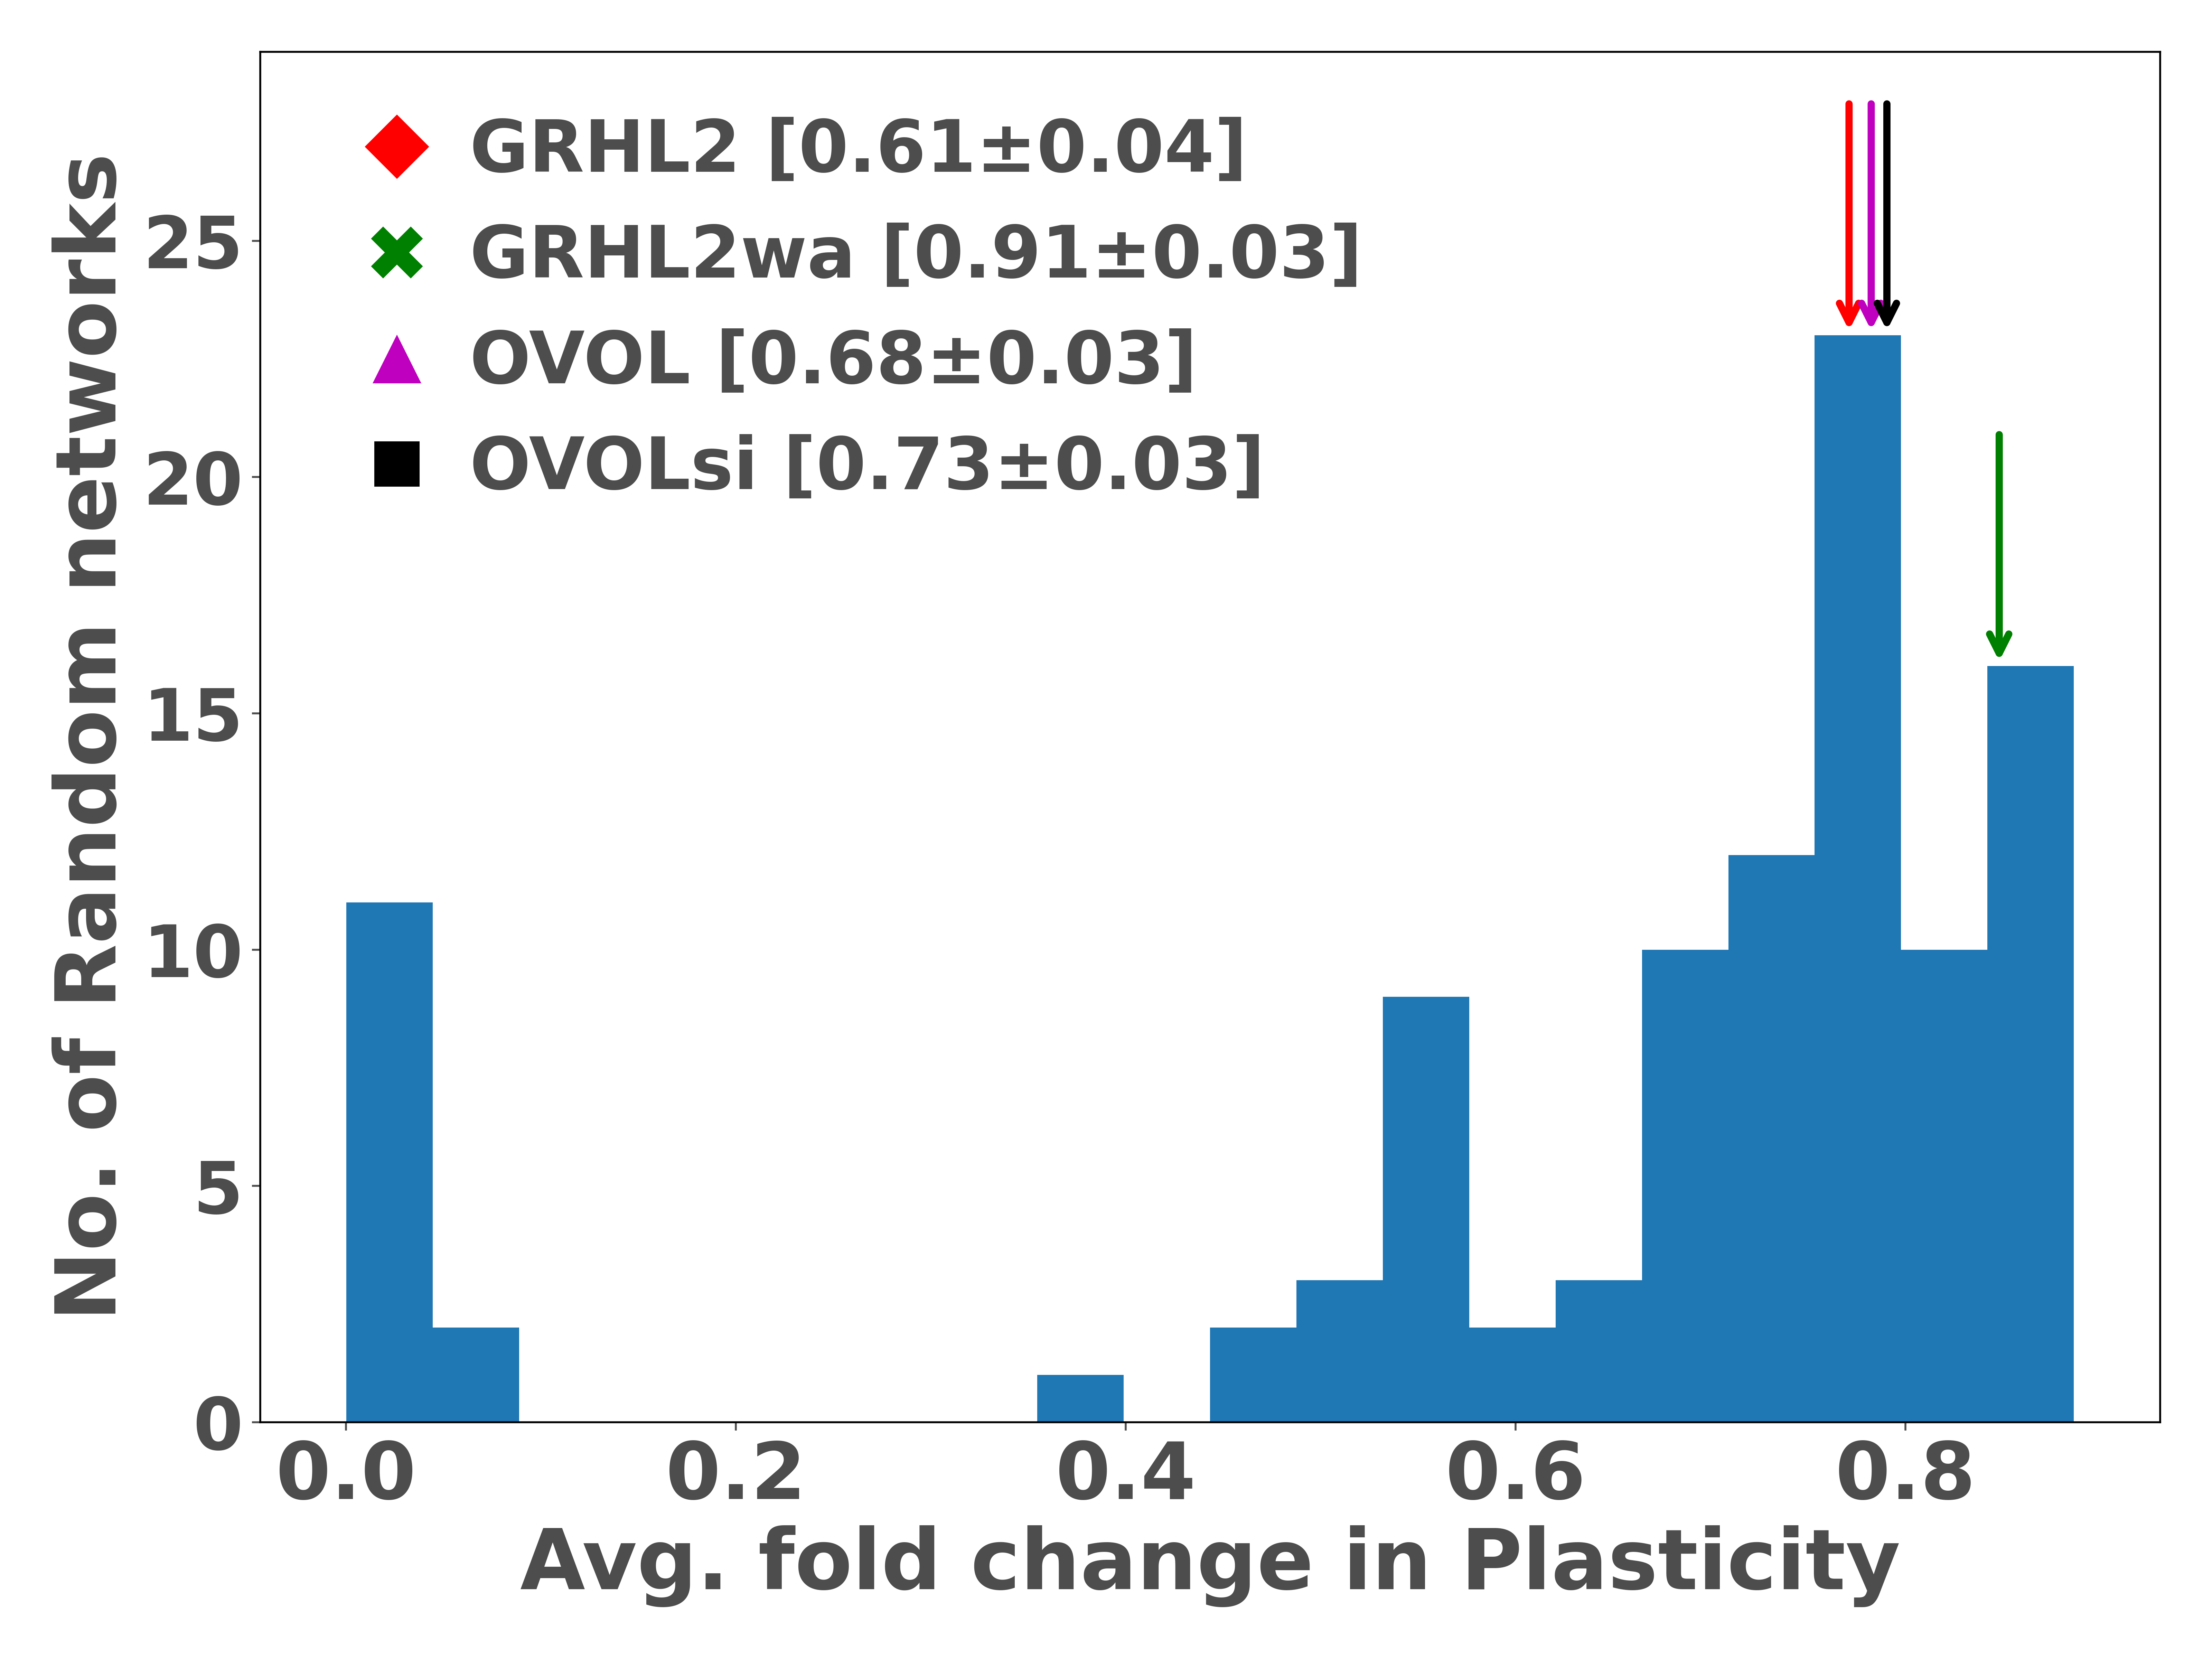 GRHL2 [0.61±0.04]
GRHL2wa [0.91±0.03]
OVOL [0.68±0.03]
OVOLsi [0.73±0.03]
No. of Random networks
25
20
15
10
5
0
0.0 0.2 0.4 0.6 0.8
Avg. fold change in Plasticity